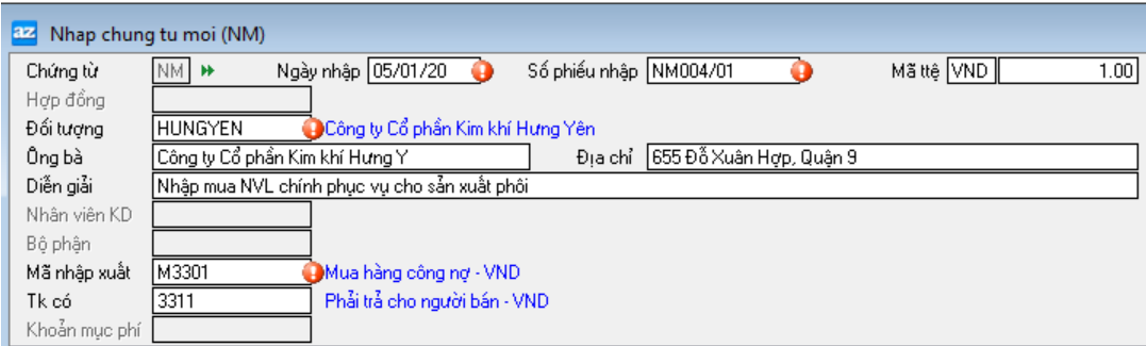 az Nhap chung tu moi (NM)
Chứng từ NM Ngày nhập 05/01/20 Số phiếu nhập NM004/01 Mã ttệ VND 1.00
Hợp đồng
Đối tượng HUNGYEN Công ty Cổ phần Kim khí Hưng Yên
Ông bà Công ty Cổ phần Kim khí Hưng Y Địa chỉ 655 Đỗ Xuân Hợp, Quận 9
Diễn giải Nhập mua NVL chính phục vụ cho sản xuất phôi
Nhân viên KD
Bộ phận
Mã nhập xuất M3301 Mua hàng công nợ - VND
Tk có 3311 Phải trả cho người bán - VND
Khoản mục phí